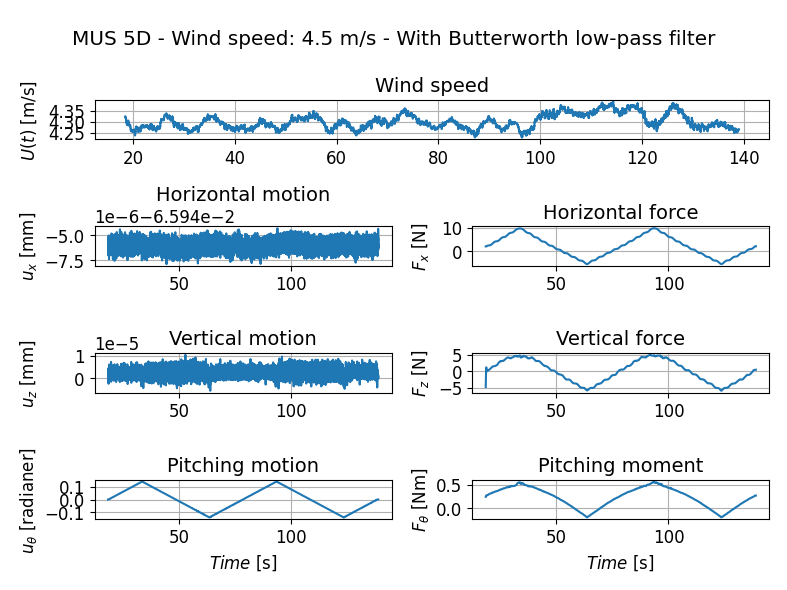 MUS 5D - Wind speed: 4.5 m/s - With Butterworth low-pass filter
Wind speed
U(t) [m/s]
4.35
4.30
4.25
20 40 60 80 100 120 140
Horizontal motion
1e−6−6.594e−2
u_x [mm]
−5.0
−7.5
50 100
Horizontal force
F_x [N]
10
0
50 100
Vertical motion
1e−5
u_z [mm]
1
0
50 100
Vertical force
F_z [N]
5
0
−5
50 100
Pitching motion
u_θ [radianer]
0.1
0.0
−0.1
50 100
Time [s]
Pitching moment
F_θ [Nm]
0.5
0.0
50 100
Time [s]